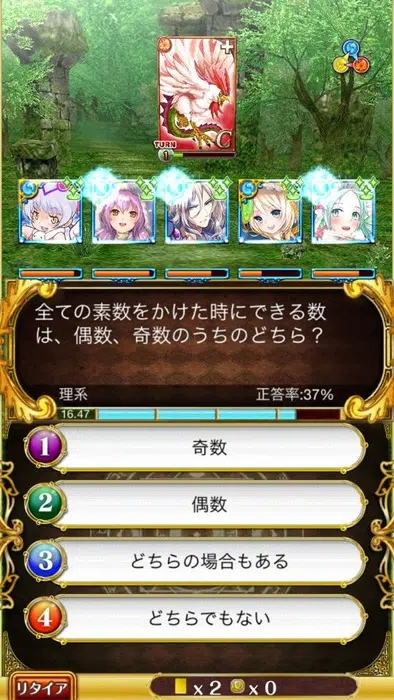 C
TURN
1
全ての素数をかけた時にできる数
は、偶数、奇数のうちのどちら？
理系
正答率:37%
16.47
1 奇数
2 偶数
3 どちらの場合もある
4 どちらでもない
リタイア
x 2
x 0